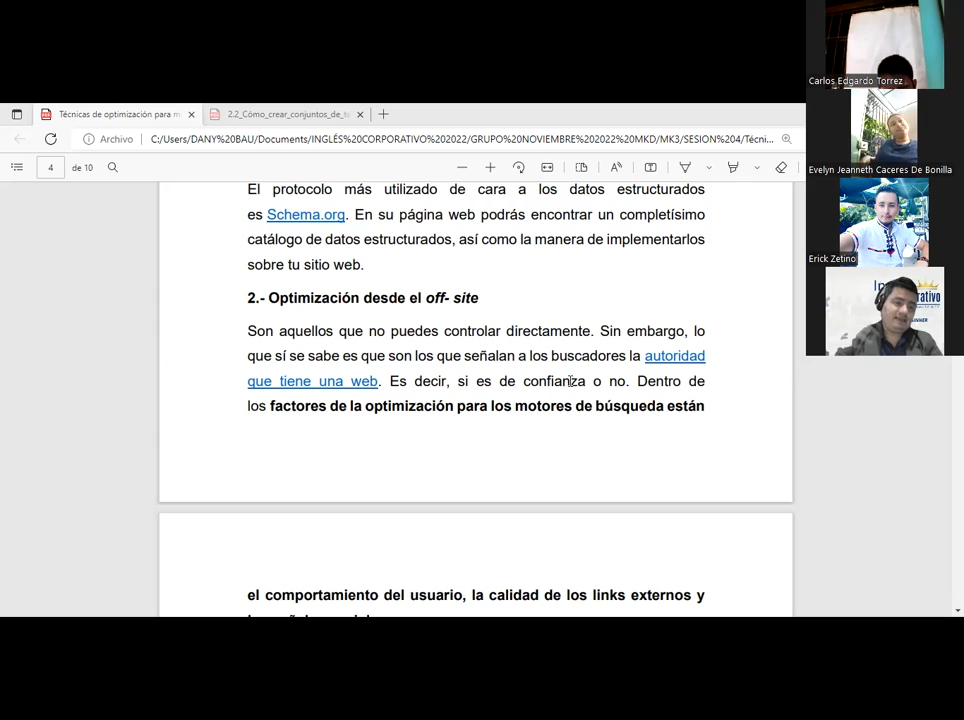 Carlos Edgardo Torrez
Técnicas de optimización para m
2.2_Cómo_crear_conjuntos_de_
Archivo
C:/Users/DANY%20BAU/Documents/INGLÉS%20CORPORATIVO%202022/GRUPO%20NOVIEMBRE%202022%20MKD/MK3/SESION%204/Técni...
4
de 10
Evelyn Jeanneth Caceres De Bonilla
El protocolo más utilizado de cara a los datos estructurados
es Schema.org. En su página web podrás encontrar un completísimo
catálogo de datos estructurados, así como la manera de implementarlos
sobre tu sitio web.
Erick Zetino
2.- Optimización desde el off- site
Son aquellos que no puedes controlar directamente. Sin embargo, lo
que sí se sabe es que son los que señalan a los buscadores la autoridad
que tiene una web. Es decir, si es de confianza o no. Dentro de
los factores de la optimización para los motores de búsqueda están
el comportamiento del usuario, la calidad de los links externos y